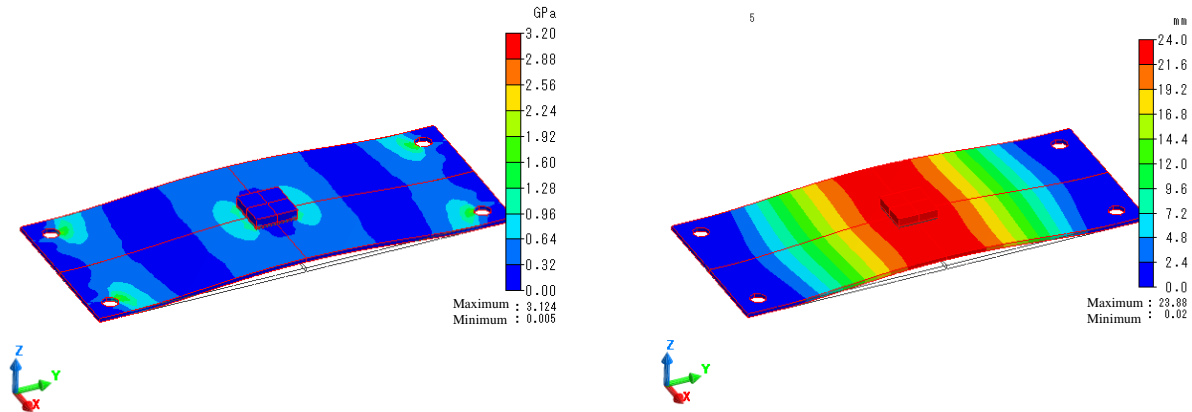 GPa
3.20
2.88
2.56
2.24
1.92
1.60
1.28
0.96
0.64
0.32
0.00
Maximum : 3.124
Minimum : 0.005
Z
Y
X
5
mm
24.0
21.6
19.2
16.8
14.4
12.0
9.6
7.2
4.8
2.4
0.0
Maximum : 23.88
Minimum : 0.02
Z
Y
X